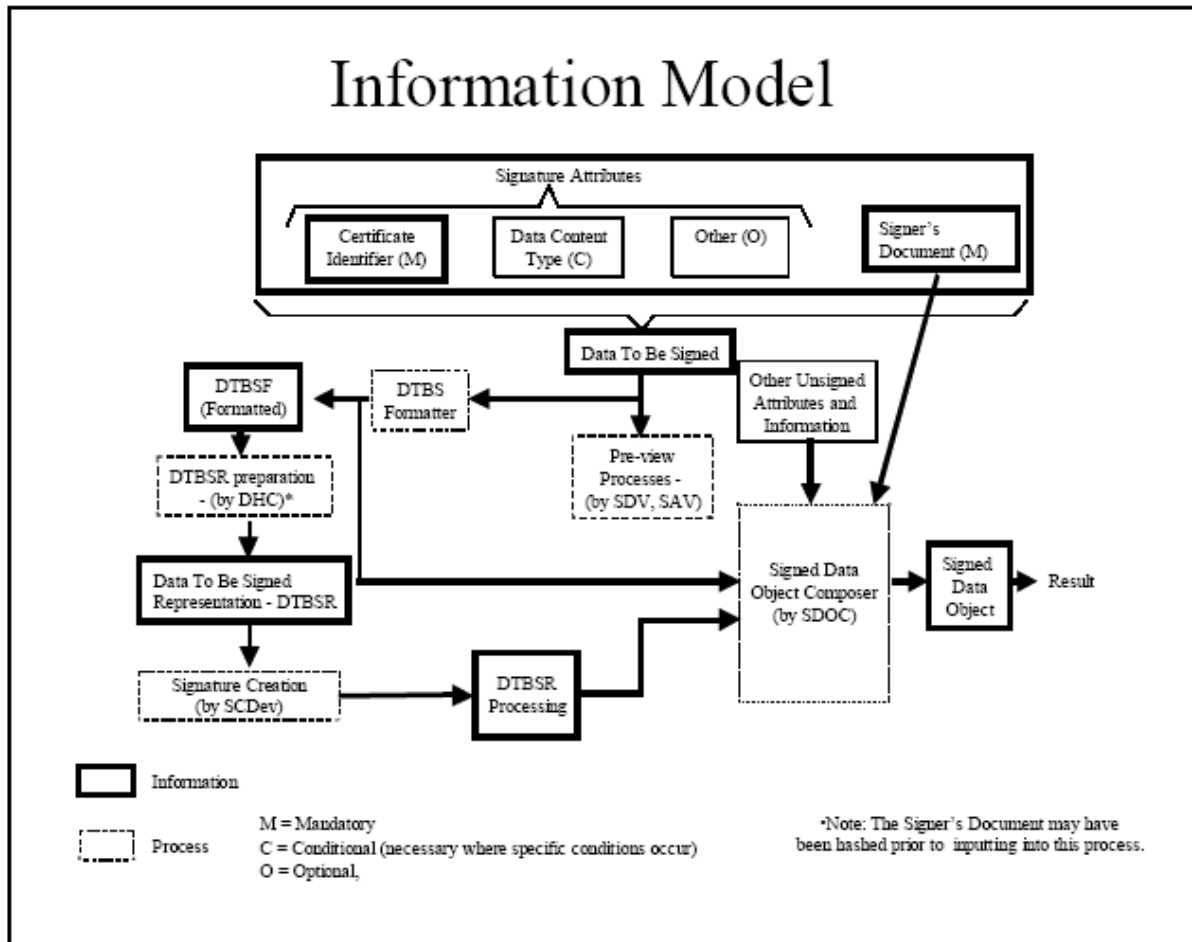 Information Model
Signature Attributes
Certificate
Identifier (M)
Data Content
Type (C)
Other (O)
Signer's
Document (M)
Data To Be Signed
DTBSF
(Formatted)
DTBS
Formatter
Other Unsigned
Attributes and
Information
DTBSR preparation
- (by DHC)*
Pre-view
Processes -
(by SDV, SAV)
Data To Be Signed
Representation - DTBSR
Signed Data
Object Composer
(by SDOC)
Signed
Data
Object
Result
Signature Creation
(by SCDev)
DTBSR
Processing
Information
Process
M = Mandatory
C = Conditional (necessary where specific conditions occur)
O = Optional,
•Note: The Signer's Document may have
been hashed prior to inputting into this process.